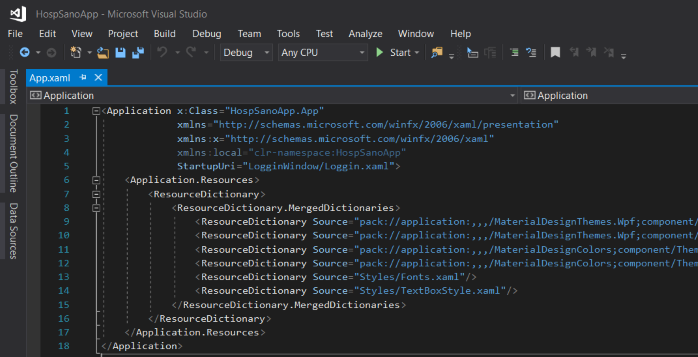 HospSanoApp - Microsoft Visual Studio
File Edit View Project Build Debug Team Tools Test Analyze Window Help
Debug Any CPU Start
App.xaml
Application Application
Toolbox
Document Outline
Data Sources
1 <Application x:Class="HospSanoApp.App"
2 xmlns="http://schemas.microsoft.com/winfx/2006/xaml/presentation"
3 xmlns:x="http://schemas.microsoft.com/winfx/2006/xaml"
4 xmlns:local="clr-namespace:HospSanoApp"
5 StartupUri="LogginWindow/Loggin.xaml">
6 <Application.Resources>
7 <ResourceDictionary>
8 <ResourceDictionary.MergedDictionaries>
9 <ResourceDictionary Source="pack://application:,,,/MaterialDesignThemes.Wpf;component/
10 <ResourceDictionary Source="pack://application:,,,/MaterialDesignThemes.Wpf;component/
11 <ResourceDictionary Source="pack://application:,,,/MaterialDesignColors;component/Them
12 <ResourceDictionary Source="pack://application:,,,/MaterialDesignColors;component/Them
13 <ResourceDictionary Source="Styles/Fonts.xaml"/>
14 <ResourceDictionary Source="Styles/TextBoxStyle.xaml"/>
15 </ResourceDictionary.MergedDictionaries>
16 </ResourceDictionary>
17 </Application.Resources>
18 </Application>